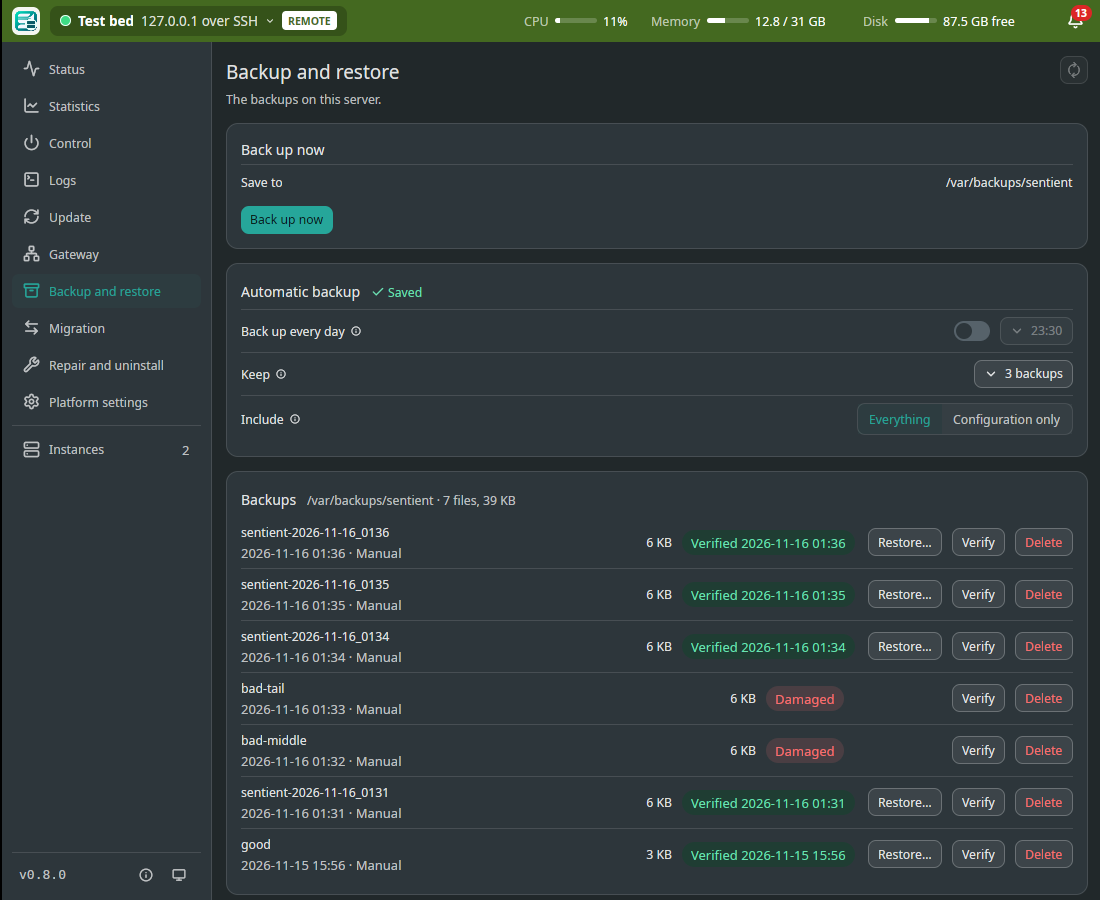 Test bed 127.0.0.1 over SSH REMOTE CPU 11% Memory 12.8 / 31 GB Disk 87.5 GB free 13
Status
Statistics
Control
Logs
Update
Gateway
Backup and restore
Migration
Repair and uninstall
Platform settings
Instances 2
v0.8.0
Backup and restore
The backups on this server.
Back up now
Save to /var/backups/sentient
Back up now
Automatic backup Saved
Back up every day 23:30
Keep 3 backups
Include Everything Configuration only
Backups /var/backups/sentient · 7 files, 39 KB
sentient-2026-11-16_0136
2026-11-16 01:36 · Manual
6 KB Verified 2026-11-16 01:36 Restore... Verify Delete
sentient-2026-11-16_0135
2026-11-16 01:35 · Manual
6 KB Verified 2026-11-16 01:35 Restore... Verify Delete
sentient-2026-11-16_0134
2026-11-16 01:34 · Manual
6 KB Verified 2026-11-16 01:34 Restore... Verify Delete
bad-tail
2026-11-16 01:33 · Manual
6 KB Damaged Verify Delete
bad-middle
2026-11-16 01:32 · Manual
6 KB Damaged Verify Delete
sentient-2026-11-16_0131
2026-11-16 01:31 · Manual
6 KB Verified 2026-11-16 01:31 Restore... Verify Delete
good
2026-11-15 15:56 · Manual
3 KB Verified 2026-11-15 15:56 Restore... Verify Delete